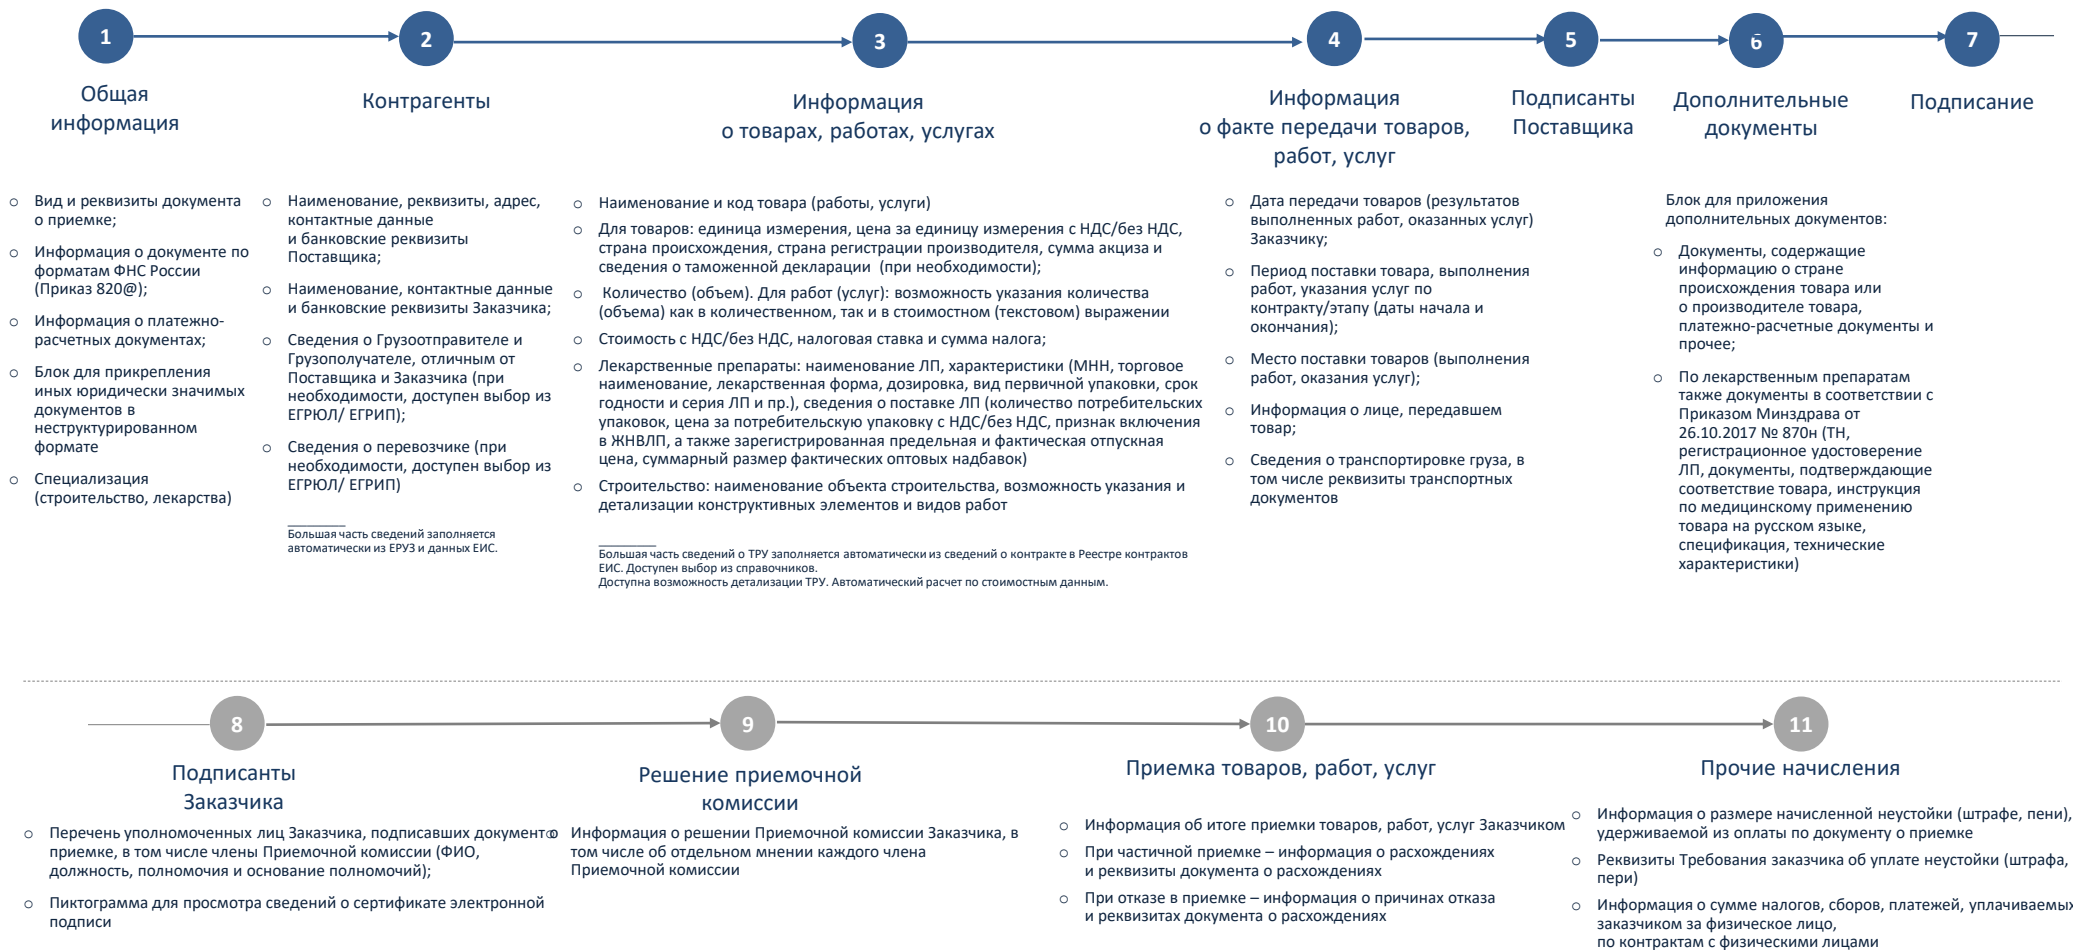 1
Общая
информация
○ Вид и реквизиты документа
о приемке;
○ Информация о документе по
форматам ФНС России
(Приказ 820@);
○ Информация о платежно-
расчетных документах;
○ Блок для прикрепления
иных юридически значимых
документов в
неструктурированном
формате
○ Специализация
(строительство, лекарства)
2
Контрагенты
○ Наименование, реквизиты, адрес,
контактные данные
и банковские реквизиты
Поставщика;
○ Наименование, контактные данные
и банковские реквизиты Заказчика;
○ Сведения о Грузоотправителе и
Грузополучателе, отличным от
Поставщика и Заказчика (при
необходимости, доступен выбор из
ЕГРЮЛ/ ЕГРИП);
○ Сведения о перевозчике (при
необходимости, доступен выбор из
ЕГРЮЛ/ ЕГРИП)
Большая часть сведений заполняется
автоматически из ЕРУЗ и данных ЕИС.
3
Информация
о товарах, работах, услугах
○ Наименование и код товара (работы, услуги)
○ Для товаров: единица измерения, цена за единицу измерения с НДС/без НДС,
страна происхождения, страна регистрации производителя, сумма акциза и
сведения о таможенной декларации (при необходимости);
○ Количество (объем). Для работ (услуг): возможность указания количества
(объема) как в количественном, так и в стоимостном (текстовом) выражении
○ Стоимость с НДС/без НДС, налоговая ставка и сумма налога;
○ Лекарственные препараты: наименование ЛП, характеристики (МНН, торговое
наименование, лекарственная форма, дозировка, вид первичной упаковки, срок
годности и серия ЛП и пр.), сведения о поставке ЛП (количество потребительских
упаковок, цена за потребительскую упаковку с НДС/без НДС, признак включения
в ЖНВЛП, а также зарегистрированная предельная и фактическая отпускная
цена, суммарный размер фактических оптовых надбавок)
○ Строительство: наименование объекта строительства, возможность указания и
детализации конструктивных элементов и видов работ
Большая часть сведений о ТРУ заполняется автоматически из сведений о контракте в Реестре контрактов
ЕИС. Доступен выбор из справочников.
Доступна возможность детализации ТРУ. Автоматический расчет по стоимостным данным.
4
Информация
о факте передачи товаров,
работ, услуг
○ Дата передачи товаров (результатов
выполненных работ, оказанных услуг)
Заказчику;
○ Период поставки товара, выполнения
работ, указания услуг по
контракту/этапу (даты начала и
окончания);
○ Место поставки товаров (выполнения
работ, оказания услуг);
○ Информация о лице, передавшем
товар;
○ Сведения о транспортировке груза, в
том числе реквизиты транспортных
документов
5
Подписанты
Поставщика
6
Дополнительные
документы
Блок для приложения
дополнительных документов:
○ Документы, содержащие
информацию о стране
происхождения товара или
о производителе товара,
платежно-расчетные документы и
прочее;
○ По лекарственным препаратам
также документы в соответствии с
Приказом Минздрава от
26.10.2017 № 870н (ТН,
регистрационное удостоверение
ЛП, документы, подтверждающие
соответствие товара, инструкция
по медицинскому применению
товара на русском языке,
спецификация, технические
характеристики)
7
Подписание
8
Подписанты
Заказчика
○ Перечень уполномоченных лиц Заказчика, подписавших документ о
приемке, в том числе члены Приемочной комиссии (ФИО,
должность, полномочия и основание полномочий);
○ Пиктограмма для просмотра сведений о сертификате электронной
подписи
9
Решение приемочной
комиссии
○ Информация о решении Приемочной комиссии Заказчика, в
том числе об отдельном мнении каждого члена
Приемочной комиссии
10
Приемка товаров, работ, услуг
○ Информация об итоге приемки товаров, работ, услуг Заказчиком
○ При частичной приемке – информация о расхождениях
и реквизиты документа о расхождениях
○ При отказе в приемке – информация о причинах отказа
и реквизитах документа о расхождениях
11
Прочие начисления
○ Информация о размере начисленной неустойки (штрафе, пени),
удерживаемой из оплаты по документу о приемке
○ Реквизиты Требования заказчика об уплате неустойки (штрафа,
пери)
○ Информация о сумме налогов, сборов, платежей, уплачиваемых
заказчиком за физическое лицо,
по контрактам с физическими лицами